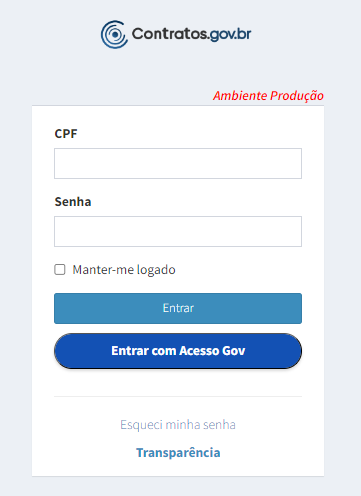 Contratos.gov.br
Ambiente Produção
CPF
Senha
Manter-me logado
Entrar
Entrar com Acesso Gov
Esqueci minha senha
Transparência